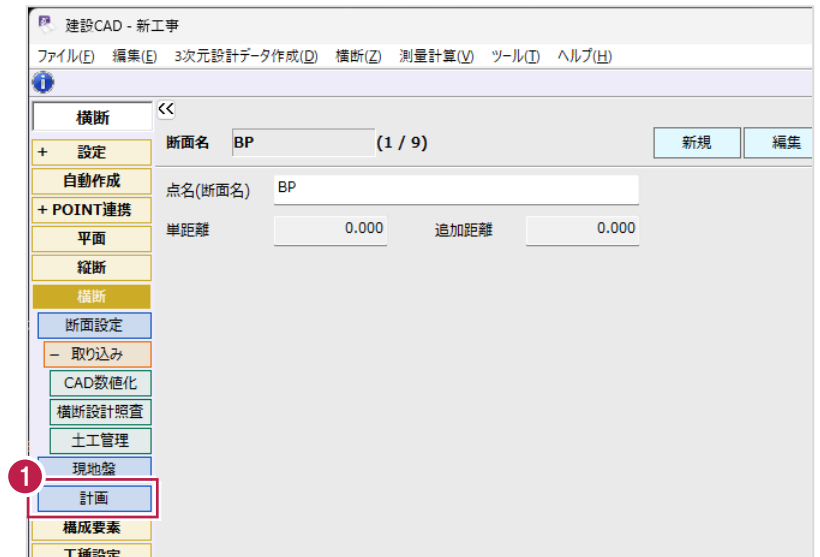 建設CAD - 新工事
ファイル(F) 編集(E) 3次元設計データ作成(D) 横断(Z) 測量計算(V) ツール(T) ヘルプ(H)
横断
断面名 BP (1 / 9) 新規 編集
+ 設定
自動作成
点名(断面名) BP
+ POINT連携
単距離 0.000 追加距離 0.000
平面
縦断
横断
断面設定
− 取り込み
CAD数値化
横断設計照査
土工管理
現地盤
1
計画
構成要素
工種設定